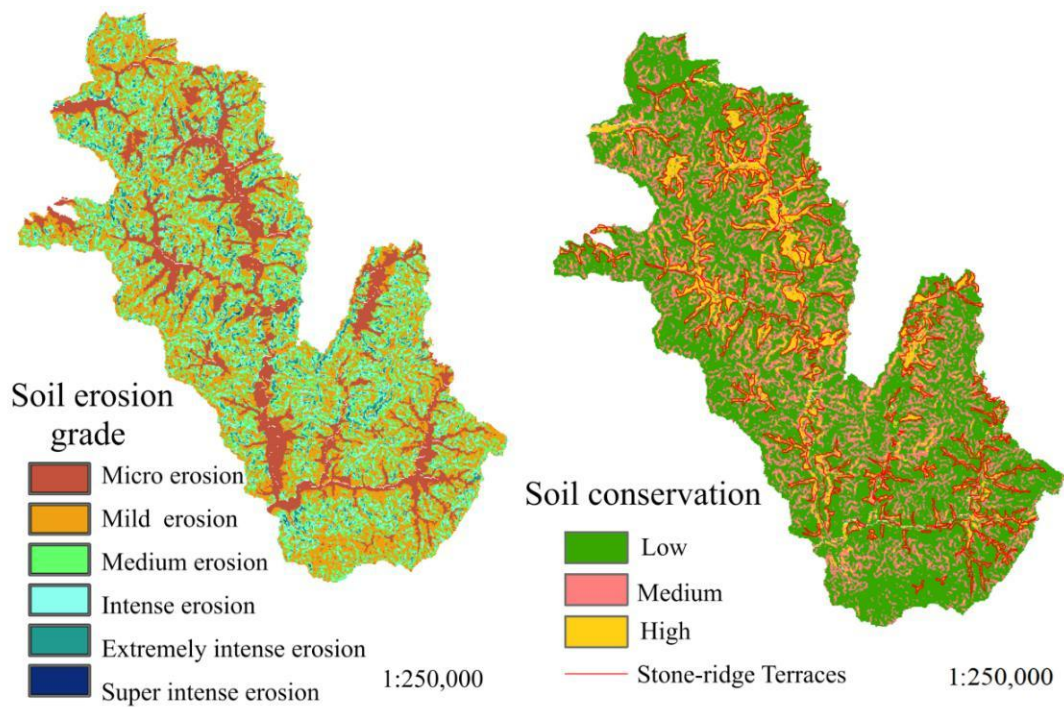 Soil erosion
grade
Micro erosion
Mild erosion
Medium erosion
Intense erosion
Extremely intense erosion
Super intense erosion
1:250,000
Soil conservation
Low
Medium
High
Stone-ridge Terraces
1:250,000